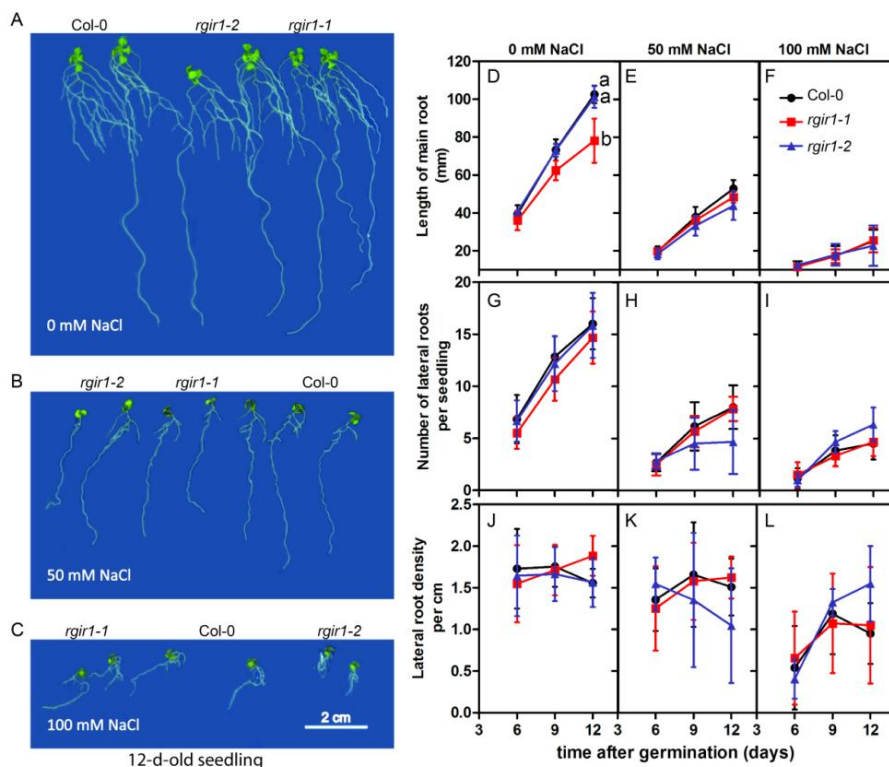 A
Col-0 rgir1-2 rgir1-1
0 mM NaCl
B
rgir1-2 rgir1-1 Col-0
50 mM NaCl
C
rgir1-1 Col-0 rgir1-2
100 mM NaCl
2 cm
12-d-old seedling
0 mM NaCl 50 mM NaCl 100 mM NaCl
Length of main root
(mm)
120
100
80
60
40
20
D
a
a
b
E
F
Col-0
rgir1-1
rgir1-2
Number of lateral roots
per seedling
20
15
10
5
0
G
H
I
Lateral root density
per cm
2.5
2.0
1.5
1.0
0.5
0.0
J
K
L
3 6 9 12 3 6 9 12 3 6 9 12
time after germination (days)